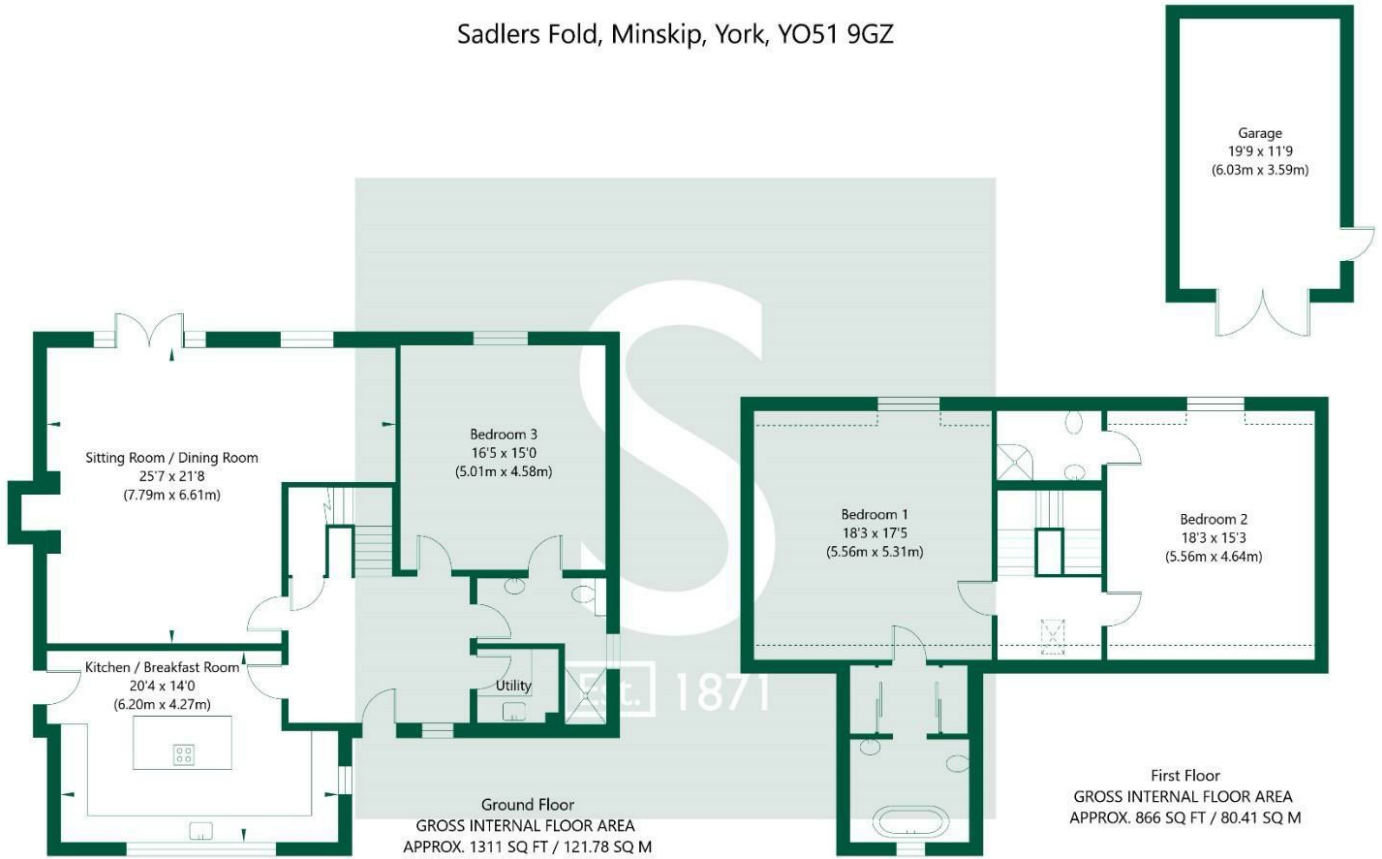 Sadlers Fold, Minskip, York, YO51 9GZ
Garage
19'9 x 11'9
(6.03m x 3.59m)
Sitting Room / Dining Room
25'7 x 21'8
(7.79m x 6.61m)
Bedroom 3
16'5 x 15'0
(5.01m x 4.58m)
Kitchen / Breakfast Room
20'4 x 14'0
(6.20m x 4.27m)
Utility
Ground Floor
GROSS INTERNAL FLOOR AREA
APPROX. 1311 SQ FT / 121.78 SQ M
S
Est. 1871
Bedroom 1
18'3 x 17'5
(5.56m x 5.31m)
Bedroom 2
18'3 x 15'3
(5.56m x 4.64m)
First Floor
GROSS INTERNAL FLOOR AREA
APPROX. 866 SQ FT / 80.41 SQ M